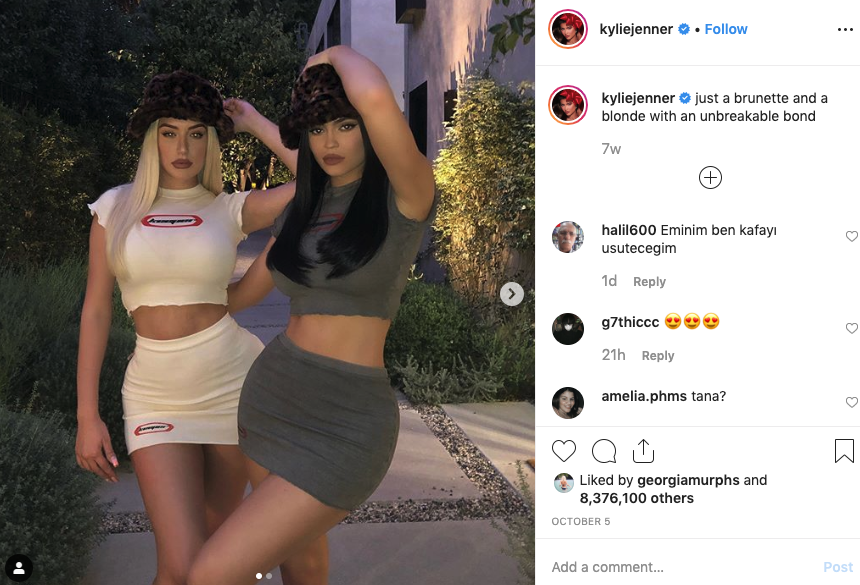 kyliejenner • Follow
kyliejenner just a brunette and a
blonde with an unbreakable bond
7w
halil600 Eminim ben kafayı
usutecegim
1d Reply
g7thiccc 😍😍😍
21h Reply
amelia.phms tana?
Liked by georgiamurphs and
8,376,100 others
OCTOBER 5
Add a comment... Post